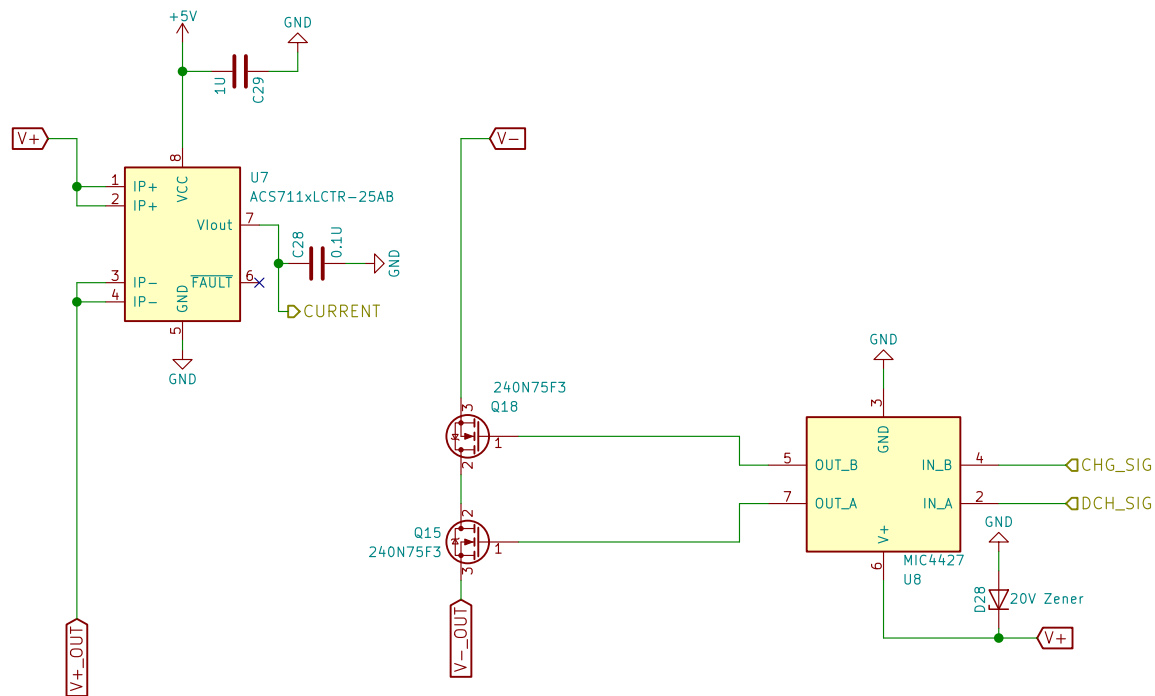 +5V
GND
1U
C29
V+
V-
8
U7
ACS711xLCTR-25AB
1
IP+
VCC
2
IP+
VIout
7
C28
0.1U
GND
3
IP-
FAULT
6
4
IP-
GND
CURRENT
5
GND
GND
240N75F3
3
Q18
3
1
GND
2
5
OUT_B
IN_B
4
CHG_SIG
7
OUT_A
IN_A
2
DCH_SIG
2
Q15
GND
240N75F3
1
V+
3
6
MIC4427
U8
D28
20V Zener
V+_OUT
V-_OUT
V+